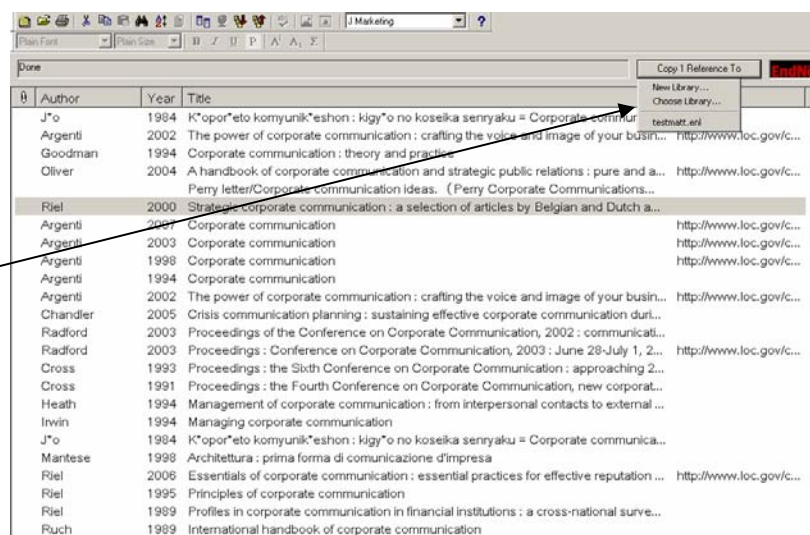 J Marketing ?
Plain Font Plain Size B I U P A¹ A₁ Σ
Done Copy 1 Reference To
New Library...
Choose Library...
testmatt.enl
Author Year Title
J"o 1984 K"opor"eto komyunik"eshon : kigy"o no koseika senryaku = Corporate commun
Argenti 2002 The power of corporate communication : crafting the voice and image of your busin... http://www.loc.gov/c...
Goodman 1994 Corporate communication : theory and practice
Oliver 2004 A handbook of corporate communication and strategic public relations : pure and a... http://www.loc.gov/c...
Perry letter/Corporate communication ideas. (Perry Corporate Communications...
Riel 2000 Strategic corporate communication : a selection of articles by Belgian and Dutch a...
Argenti 2007 Corporate communication http://www.loc.gov/c...
Argenti 2003 Corporate communication http://www.loc.gov/c...
Argenti 1998 Corporate communication http://www.loc.gov/c...
Argenti 1994 Corporate communication
Argenti 2002 The power of corporate communication : crafting the voice and image of your busin... http://www.loc.gov/c...
Chandler 2005 Crisis communication planning : sustaining effective corporate communication duri...
Radford 2003 Proceedings of the Conference on Corporate Communication, 2002 : communicati...
Radford 2003 Proceedings : Conference on Corporate Communication, 2003 : June 28-July 1, 2... http://www.loc.gov/c...
Cross 1993 Proceedings : the Sixth Conference on Corporate Communication : approaching 2...
Cross 1991 Proceedings : the Fourth Conference on Corporate Communication, new corporat...
Heath 1994 Management of corporate communication : from interpersonal contacts to external ...
Irwin 1994 Managing corporate communication
J"o 1984 K"opor"eto komyunik"eshon : kigy"o no koseika senryaku = Corporate communica...
Mantese 1998 Architettura : prima forma di comunicazione d'impresa
Riel 2006 Essentials of corporate communication : essential practices for effective reputation ... http://www.loc.gov/c...
Riel 1995 Principles of corporate communication
Riel 1989 Profiles in corporate communication in financial institutions : a cross-national surve...
Ruch 1989 International handbook of corporate communication